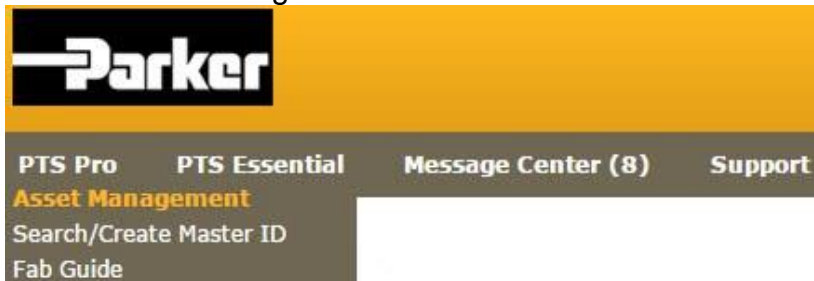 Parker
PTS Pro PTS Essential Message Center (8) Support
Asset Management
Search/Create Master ID
Fab Guide